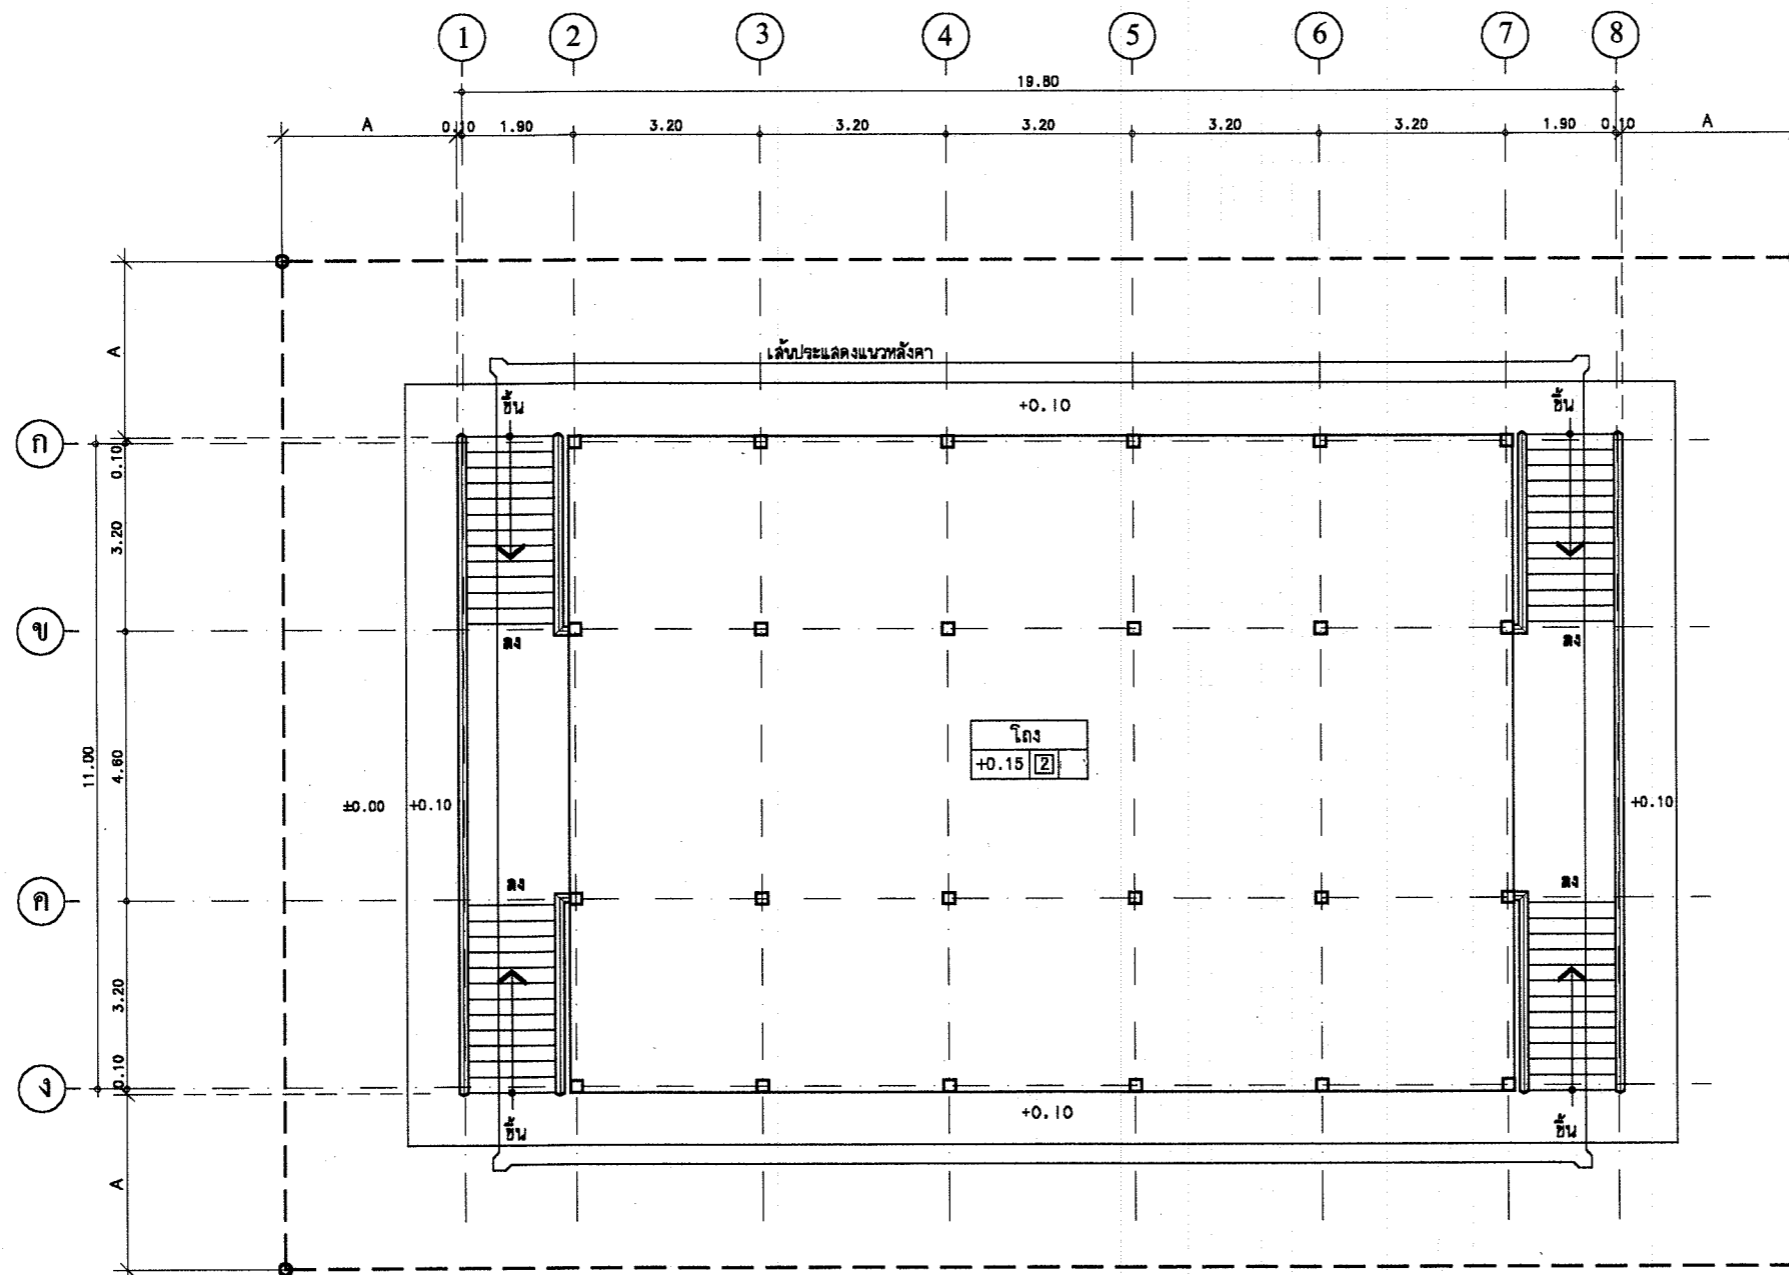 1 2 3 4 5 6 7 8
19.80
A 0.10 1.90 3.20 3.20 3.20 3.20 3.20 1.90 0.10 A
A
เส้นประแสดงแนวหลังคา
ขึ้น +0.10 ขึ้น
ก
0.10
3.20
ข
ลง ลง
โถง
+0.15 2
11.00 4.60
±0.00 +0.10 +0.10
ลง ลง
ค
3.20
0.10
ง
ขึ้น +0.10 ขึ้น
A